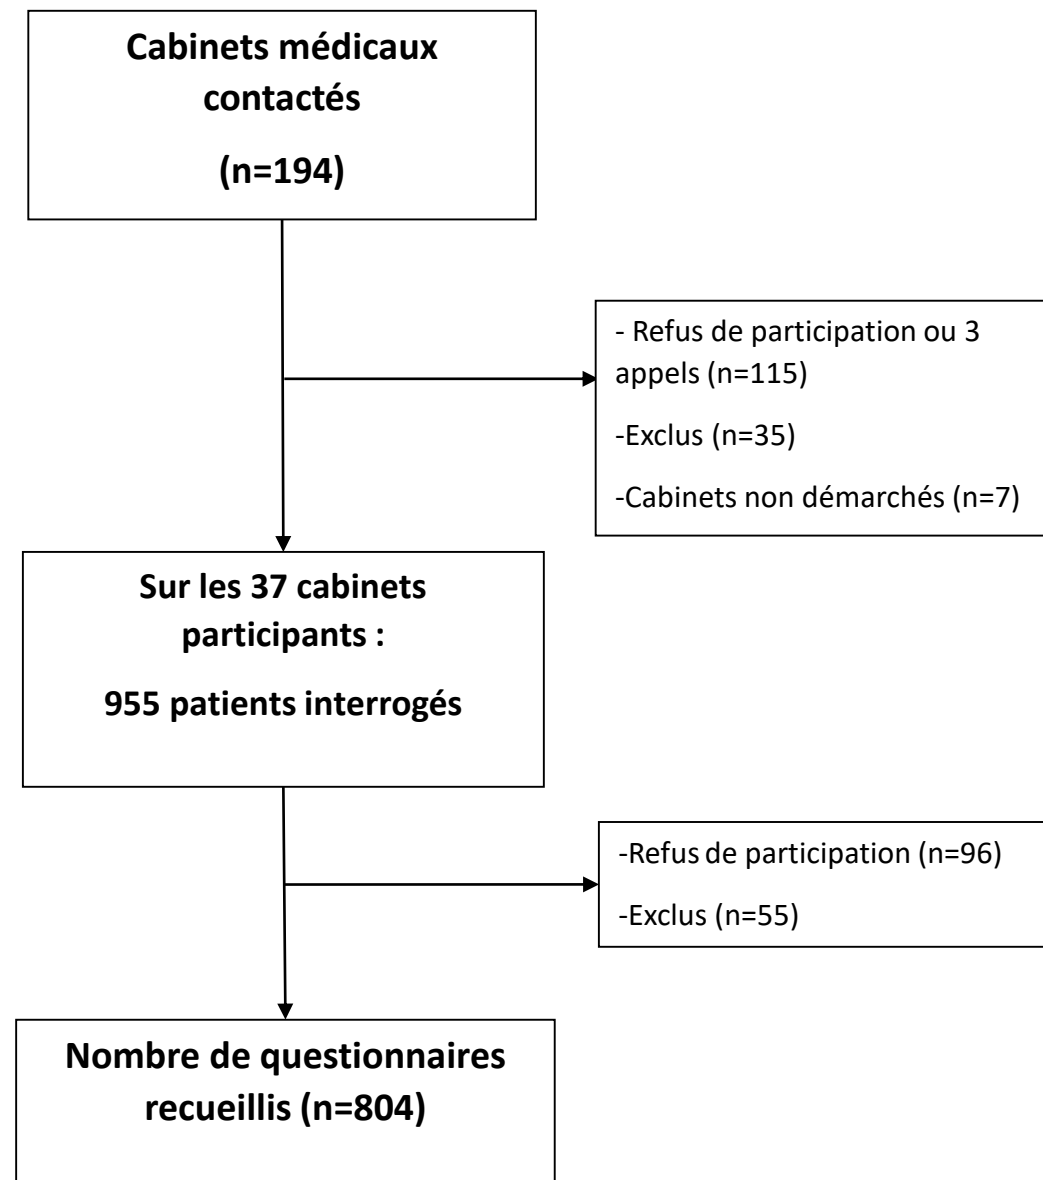 Cabinets médicaux
contactés
(n=194)
- Refus de participation ou 3
appels (n=115)
-Exclus (n=35)
-Cabinets non démarchés (n=7)
Sur les 37 cabinets
participants :
955 patients interrogés
-Refus de participation (n=96)
-Exclus (n=55)
Nombre de questionnaires
recueillis (n=804)